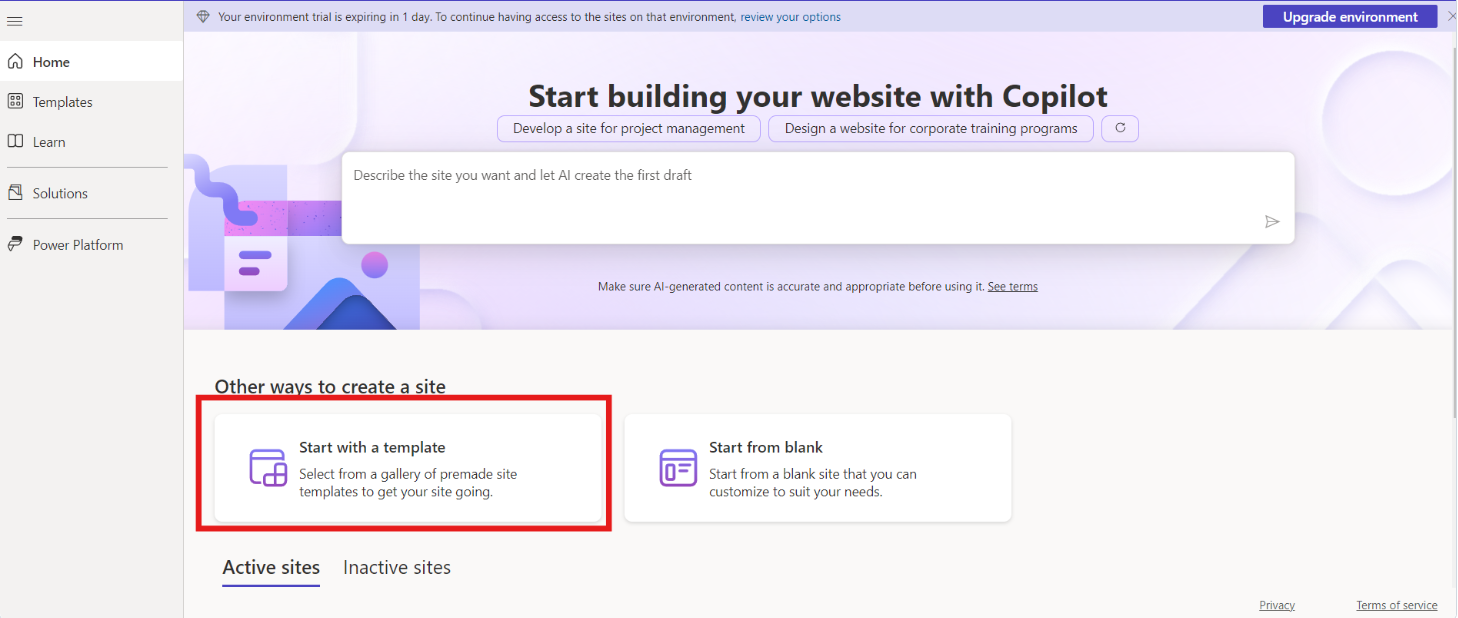 Your environment trial is expiring in 1 day. To continue having access to the sites on that environment, review your options
Upgrade environment
Home
Templates
Learn
Solutions
Power Platform
Start building your website with Copilot
Develop a site for project management
Design a website for corporate training programs
Describe the site you want and let AI create the first draft
Make sure AI-generated content is accurate and appropriate before using it. See terms
Other ways to create a site
Start with a template
Select from a gallery of premade site
templates to get your site going.
Start from blank
Start from a blank site that you can
customize to suit your needs.
Active sites
Inactive sites
Privacy
Terms of service